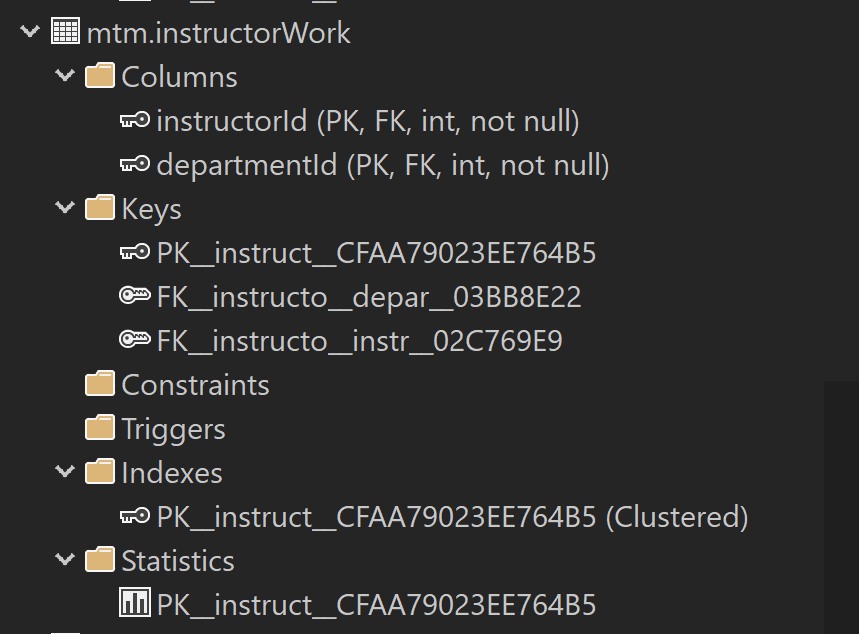 mtm.instructorWork
Columns
instructorId (PK, FK, int, not null)
departmentId (PK, FK, int, not null)
Keys
PK__instruct__CFAA79023EE764B5
FK__instructo__depar__03BB8E22
FK__instructo__instr__02C769E9
Constraints
Triggers
Indexes
PK__instruct__CFAA79023EE764B5 (Clustered)
Statistics
PK__instruct__CFAA79023EE764B5